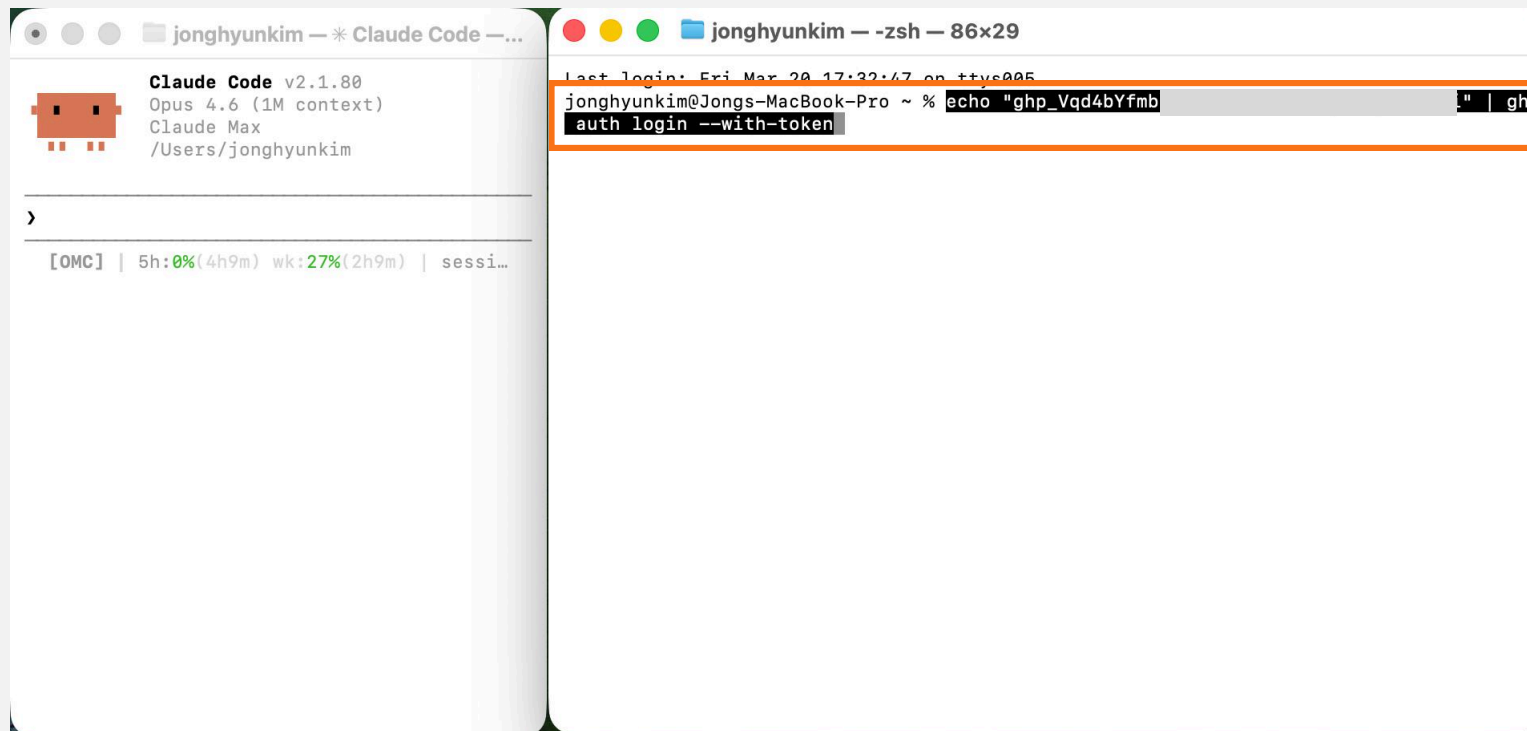 jonghyunkim — ✳ Claude Code —...
Claude Code v2.1.80
Opus 4.6 (1M context)
Claude Max
/Users/jonghyunkim
❯
[OMC] | 5h:0%(4h9m) wk:27%(2h9m) | sessi…
jonghyunkim — -zsh — 86×29
Last login: Fri Mar 20 17:32:47 on ttys005
jonghyunkim@Jongs-MacBook-Pro ~ % echo "ghp_Vqd4bYfmb " | gh
auth login --with-token